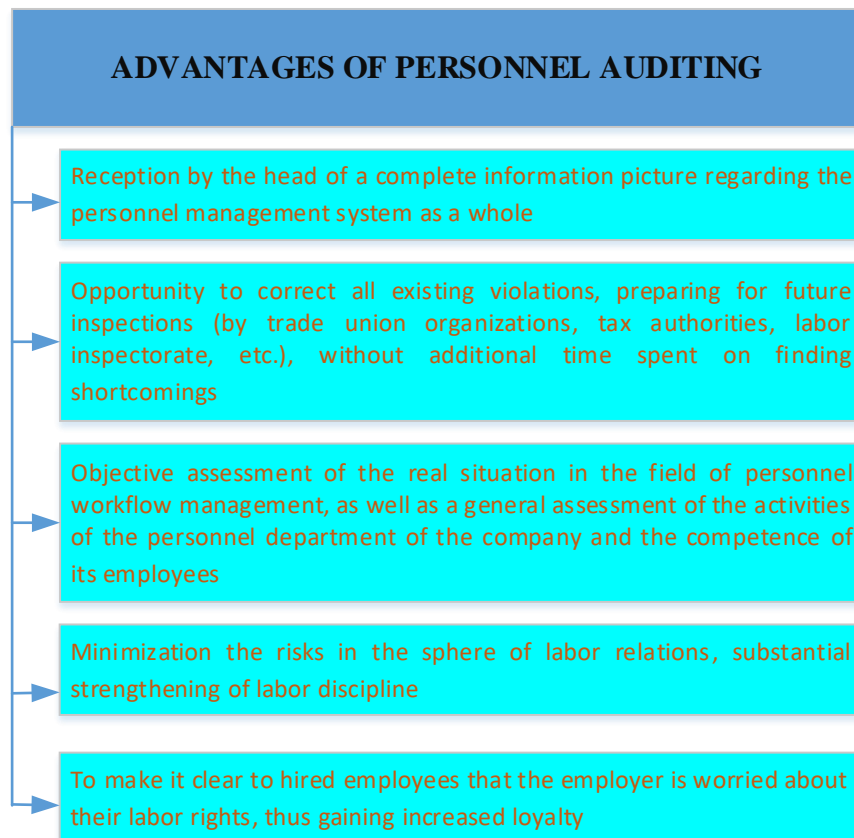 ADVANTAGES OF PERSONNEL AUDITING
Reception by the head of a complete information picture regarding the
personnel management system as a whole
Opportunity to correct all existing violations, preparing for future
inspections (by trade union organizations, tax authorities, labor
inspectorate, etc.), without additional time spent on finding
shortcomings
Objective assessment of the real situation in the field of personnel
workflow management, as well as a general assessment of the activities
of the personnel department of the company and the competence of
its employees
Minimization the risks in the sphere of labor relations, substantial
strengthening of labor discipline
To make it clear to hired employees that the employer is worried about
their labor rights, thus gaining increased loyalty